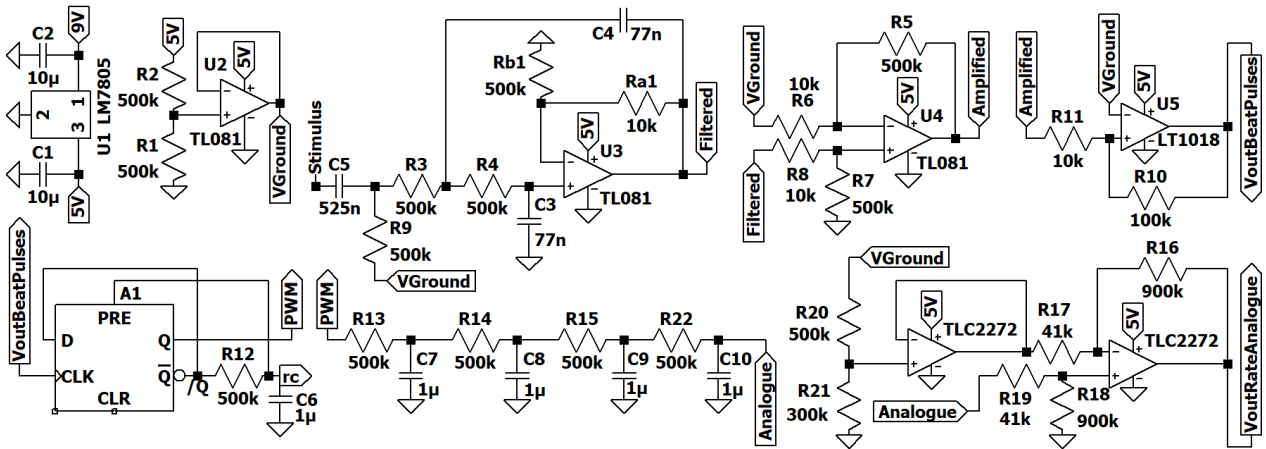 C2
10µ
9V
1
2
3
U1 LM7805
C1
10µ
5V
5V
R2
500k
R1
500k
5V
U2
TL081
VGround
Stimulus
C5
525n
R3
500k
R4
500k
R9
500k
VGround
C3
77n
C4
77n
Rb1
500k
Ra1
10k
5V
U3
TL081
Filtered
VGround
10k
R6
R5
500k
5V
U4
TL081
Amplified
Filtered
R8
10k
R7
500k
Amplified
R11
10k
VGround
5V
U5
LT1018
R10
100k
VoutBeatPulses
VoutBeatPulses
A1
PRE
D
Q
CLK
Q
CLR
/Q
R12
500k
rc
C6
1µ
PWM
PWM
R13
500k
C7
1µ
R14
500k
C8
1µ
R15
500k
C9
1µ
R22
500k
C10
1µ
Analogue
VGround
R20
500k
R21
300k
5V
TLC2272
R17
41k
R16
900k
5V
TLC2272
Analogue
R19
41k
R18
900k
VoutRateAnalogue